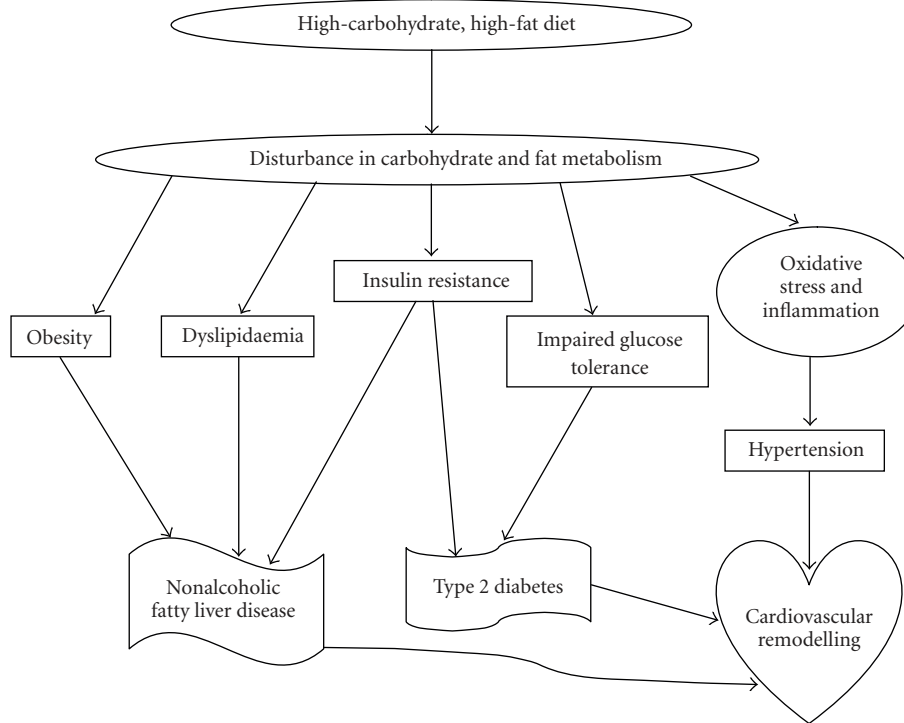 High-carbohydrate, high-fat diet
Disturbance in carbohydrate and fat metabolism
Insulin resistance
Oxidative
stress and
inflammation
Obesity
Dyslipidaemia
Impaired glucose
tolerance
Hypertension
Nonalcoholic
fatty liver disease
Type 2 diabetes
Cardiovascular
remodelling